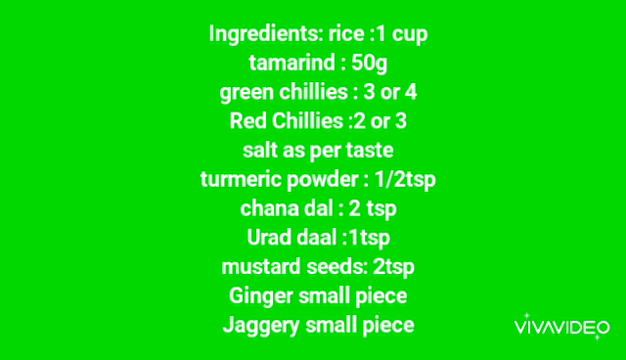 Ingredients: rice :1 cup
tamarind : 50g
green chillies : 3 or 4
Red Chillies :2 or 3
salt as per taste
turmeric powder : 1/2tsp
chana dal : 2 tsp
Urad daal :1tsp
mustard seeds: 2tsp
Ginger small piece
Jaggery small piece
VIVAVIDEO